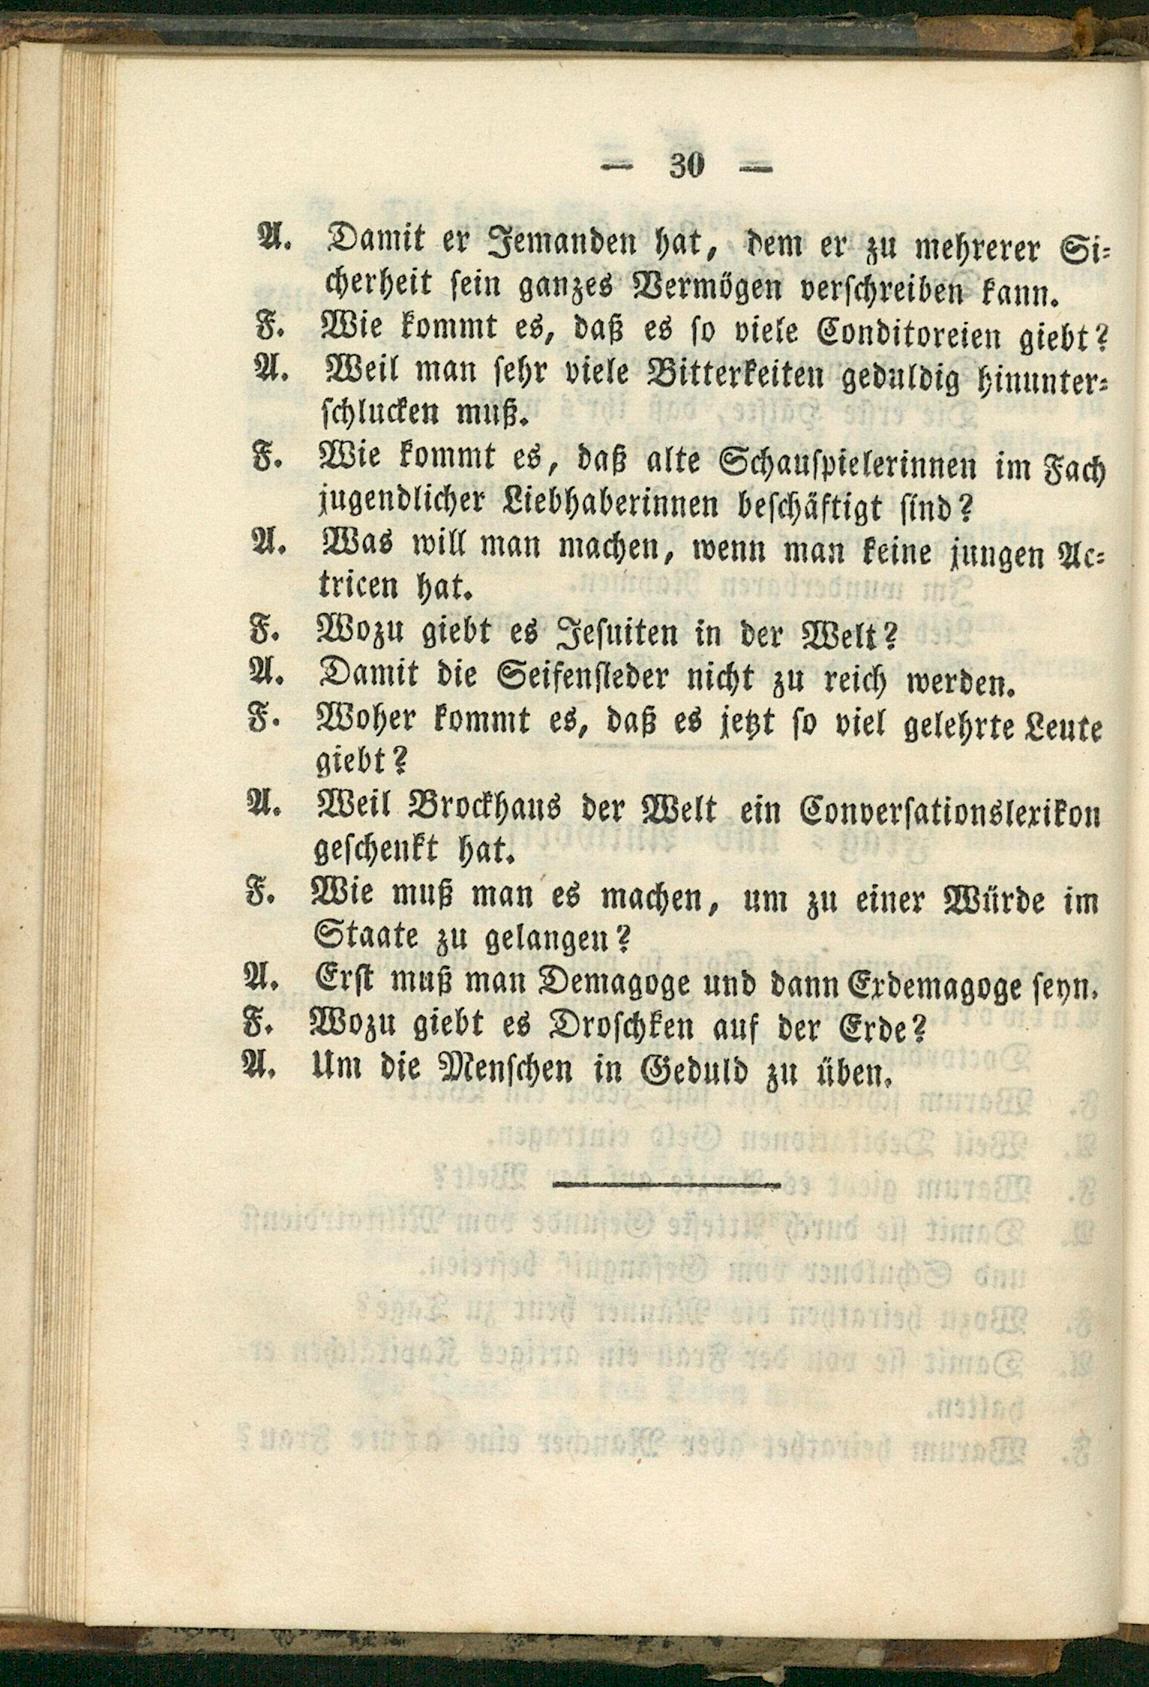 — 30 —
A. Damit er Jemanden hat, dem er zu mehrerer Si-
cherheit sein ganzes Vermögen verschreiben kann.
F. Wie kommt es, daß es so viele Conditoreien giebt?
A. Weil man sehr viele Bitterkeiten geduldig hinunter-
schlucken muß.
F. Wie kommt es, daß alte Schauspielerinnen im Fach
jugendlicher Liebhaberinnen beschäftigt sind?
A. Was will man machen, wenn man keine jungen Ac-
tricen hat.
F. Wozu giebt es Jesuiten in der Welt?
A. Damit die Seifensieder nicht zu reich werden.
F. Woher kommt es, daß es jetzt so viel gelehrte Leute
giebt?
A. Weil Brockhaus der Welt ein Conversationslexikon
geschenkt hat.
F. Wie muß man es machen, um zu einer Würde im
Staate zu gelangen?
A. Erst muß man Demagoge und dann Exdemagoge seyn.
F. Wozu giebt es Droschken auf der Erde?
A. Um die Menschen in Geduld zu üben.